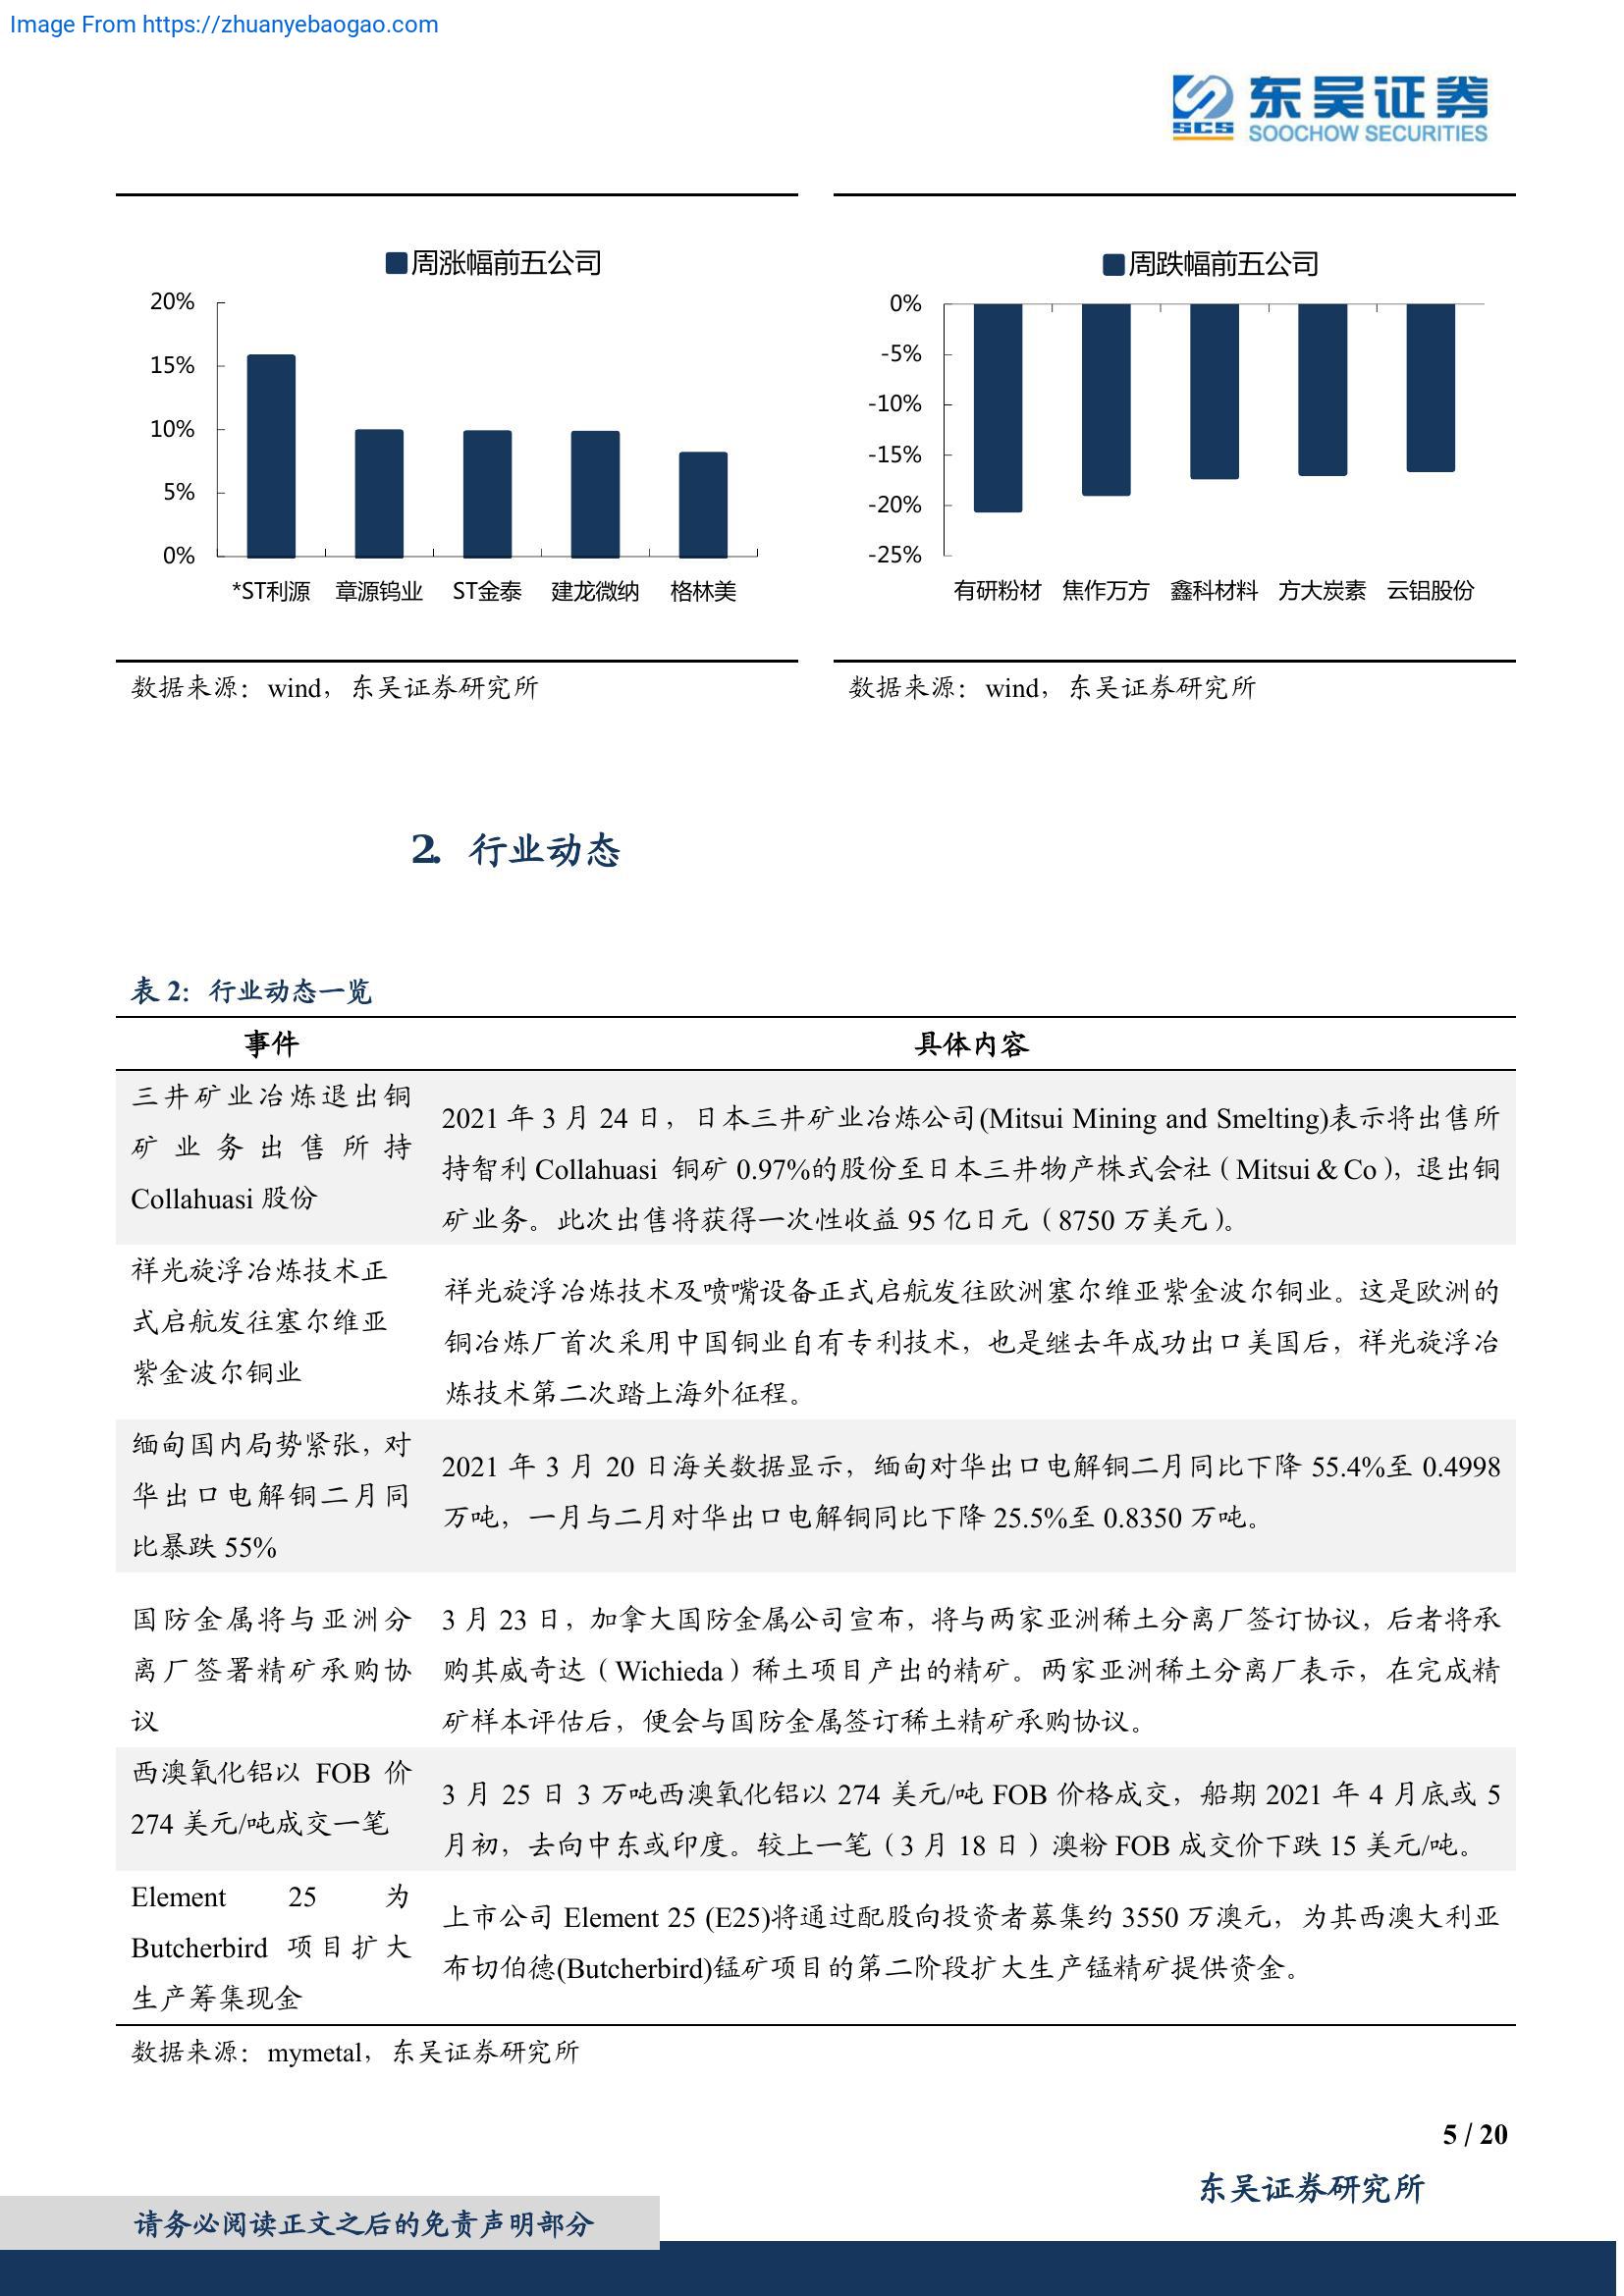 Image From https://zhuanyebaogao.com
SCS 东吴证券
SOOCHOW SECURITIES
周涨幅前五公司
20%
15%
10%
5%
0%
*ST利源 章源钨业 ST金泰 建龙微纳 格林美
周跌幅前五公司
0%
-5%
-10%
-15%
-20%
-25%
有研粉材 焦作万方 鑫科材料 方大炭素 云铝股份
数据来源：wind，东吴证券研究所
数据来源：wind，东吴证券研究所
2. 行业动态
表 2：行业动态一览
事件 具体内容
三井矿业冶炼退出铜
矿业务出售所持
Collahuasi 股份
2021 年 3 月 24 日，日本三井矿业冶炼公司(Mitsui Mining and Smelting)表示将出售所
持智利 Collahuasi 铜矿 0.97%的股份至日本三井物产株式会社（Mitsui & Co），退出铜
矿业务。此次出售将获得一次性收益 95 亿日元（8750 万美元）。
祥光旋浮冶炼技术正
式启航发往塞尔维亚
紫金波尔铜业
祥光旋浮冶炼技术及喷嘴设备正式启航发往欧洲塞尔维亚紫金波尔铜业。这是欧洲的
铜冶炼厂首次采用中国铜业自有专利技术，也是继去年成功出口美国后，祥光旋浮冶
炼技术第二次踏上海外征程。
缅甸国内局势紧张，对
华出口电解铜二月同
比暴跌 55%
2021 年 3 月 20 日海关数据显示，缅甸对华出口电解铜二月同比下降 55.4%至 0.4998
万吨，一月与二月对华出口电解铜同比下降 25.5%至 0.8350 万吨。
国防金属将与亚洲分
离厂签署精矿承购协
议
3 月 23 日，加拿大国防金属公司宣布，将与两家亚洲稀土分离厂签订协议，后者将承
购其威奇达（Wichieda）稀土项目产出的精矿。两家亚洲稀土分离厂表示，在完成精
矿样本评估后，便会与国防金属签订稀土精矿承购协议。
西澳氧化铝以 FOB 价
274 美元/吨成交一笔
3 月 25 日 3 万吨西澳氧化铝以 274 美元/吨 FOB 价格成交，船期 2021 年 4 月底或 5
月初，去向中东或印度。较上一笔（3 月 18 日）澳粉 FOB 成交价下跌 15 美元/吨。
Element 25 为
Butcherbird 项目扩大
生产筹集现金
上市公司 Element 25 (E25)将通过配股向投资者募集约 3550 万澳元，为其西澳大利亚
布切伯德(Butcherbird)锰矿项目的第二阶段扩大生产锰精矿提供资金。
数据来源：mymetal，东吴证券研究所
5 / 20
东吴证券研究所
请务必阅读正文之后的免责声明部分